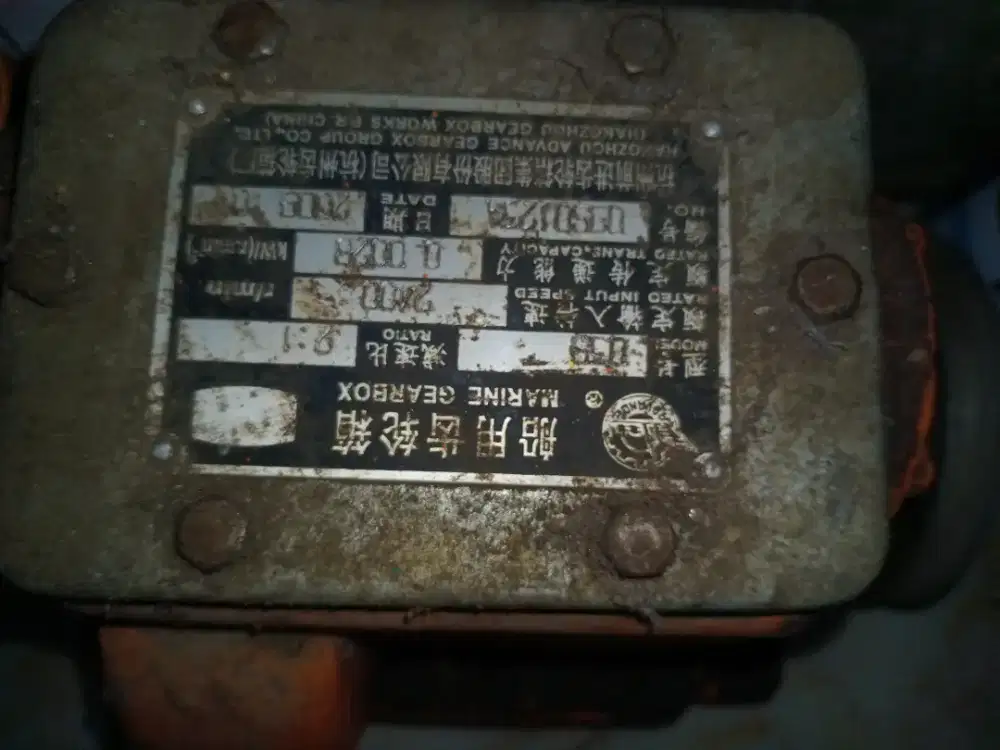 船用齿轮箱
MARINE GEARBOX
型号 减速比 2:1
MODEL RATIO
额定输入转速 r/min
RATED INPUT SPEED
额定传递能力 kW/(r/min)
RATED TRANS-CAPACITY
编号 日期
NO. DATE
杭州前进齿轮箱集团股份有限公司(杭州齿轮箱厂)
HANGZHOU ADVANCE GEARBOX GROUP CO.,LTD.
(HANGZHOU GEARBOX WORKS P.R. CHINA)